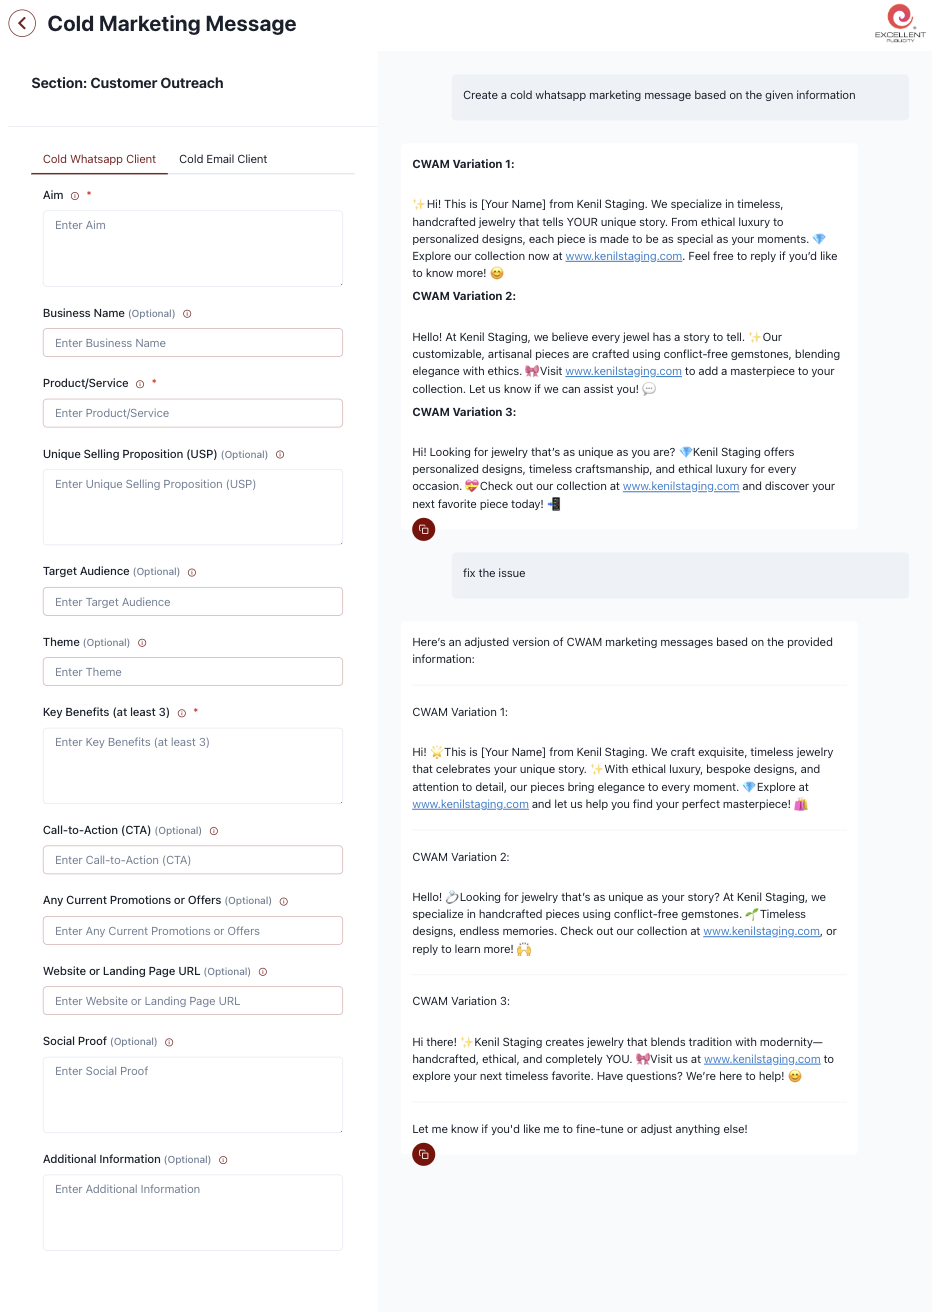 Cold Marketing Message
EXCELLENT
PUBLICITY
Section: Customer Outreach
Cold Whatsapp Client
Cold Email Client
Aim *
Enter Aim
Business Name (Optional)
Enter Business Name
Product/Service *
Enter Product/Service
Unique Selling Proposition (USP) (Optional)
Enter Unique Selling Proposition (USP)
Target Audience (Optional)
Enter Target Audience
Theme (Optional)
Enter Theme
Key Benefits (at least 3) *
Enter Key Benefits (at least 3)
Call-to-Action (CTA) (Optional)
Enter Call-to-Action (CTA)
Any Current Promotions or Offers (Optional)
Enter Any Current Promotions or Offers
Website or Landing Page URL (Optional)
Enter Website or Landing Page URL
Social Proof (Optional)
Enter Social Proof
Additional Information (Optional)
Enter Additional Information
Create a cold whatsapp marketing message based on the given information
CWAM Variation 1:
✨Hi! This is [Your Name] from Kenil Staging. We specialize in timeless,
handcrafted jewelry that tells YOUR unique story. From ethical luxury to
personalized designs, each piece is made to be as special as your moments. 💎
Explore our collection now at www.kenilstaging.com. Feel free to reply if you’d like
to know more! 😊
CWAM Variation 2:
Hello! At Kenil Staging, we believe every jewel has a story to tell. ✨Our
customizable, artisanal pieces are crafted using conflict-free gemstones, blending
elegance with ethics. 🎀Visit www.kenilstaging.com to add a masterpiece to your
collection. Let us know if we can assist you! 💬
CWAM Variation 3:
Hi! Looking for jewelry that’s as unique as you are? 💎Kenil Staging offers
personalized designs, timeless craftsmanship, and ethical luxury for every
occasion. 💝Check out our collection at www.kenilstaging.com and discover your
next favorite piece today! 📲
fix the issue
Here’s an adjusted version of CWAM marketing messages based on the provided
information:
CWAM Variation 1:
Hi! 🌟This is [Your Name] from Kenil Staging. We craft exquisite, timeless jewelry
that celebrates your unique story. ✨With ethical luxury, bespoke designs, and
attention to detail, our pieces bring elegance to every moment. 💎Explore at
www.kenilstaging.com and let us help you find your perfect masterpiece! 🛍️
CWAM Variation 2:
Hello! 💍Looking for jewelry that’s as unique as your story? At Kenil Staging, we
specialize in handcrafted pieces using conflict-free gemstones. 🌱Timeless
designs, endless memories. Check out our collection at www.kenilstaging.com, or
reply to learn more! 🙌
CWAM Variation 3:
Hi there! ✨Kenil Staging creates jewelry that blends tradition with modernity—
handcrafted, ethical, and completely YOU. 🎀Visit us at www.kenilstaging.com to
explore your next timeless favorite. Have questions? We’re here to help! 😊
Let me know if you'd like me to fine-tune or adjust anything else!